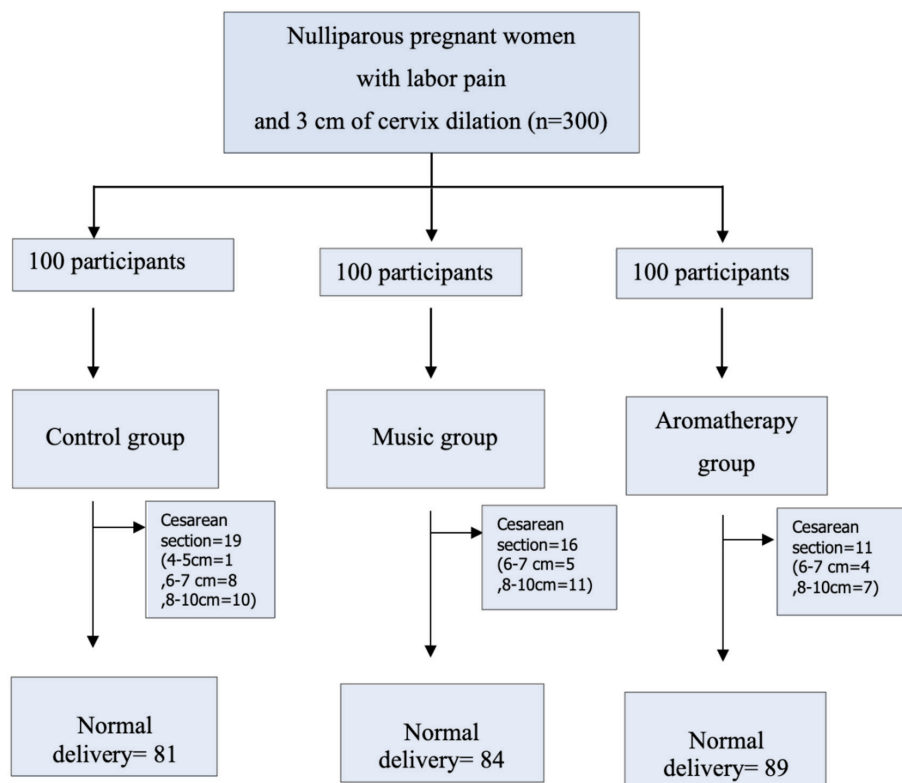 Nulliparous pregnant women
with labor pain
and 3 cm of cervix dilation (n=300)
100 participants
100 participants
100 participants
Control group
Music group
Aromatherapy
group
Cesarean
section=19
(4-5cm=1
,6-7 cm=8
,8-10cm=10)
Cesarean
section=16
(6-7 cm=5
,8-10cm=11)
Cesarean
section=11
(6-7 cm=4
,8-10cm=7)
Normal
delivery= 81
Normal
delivery= 84
Normal
delivery= 89